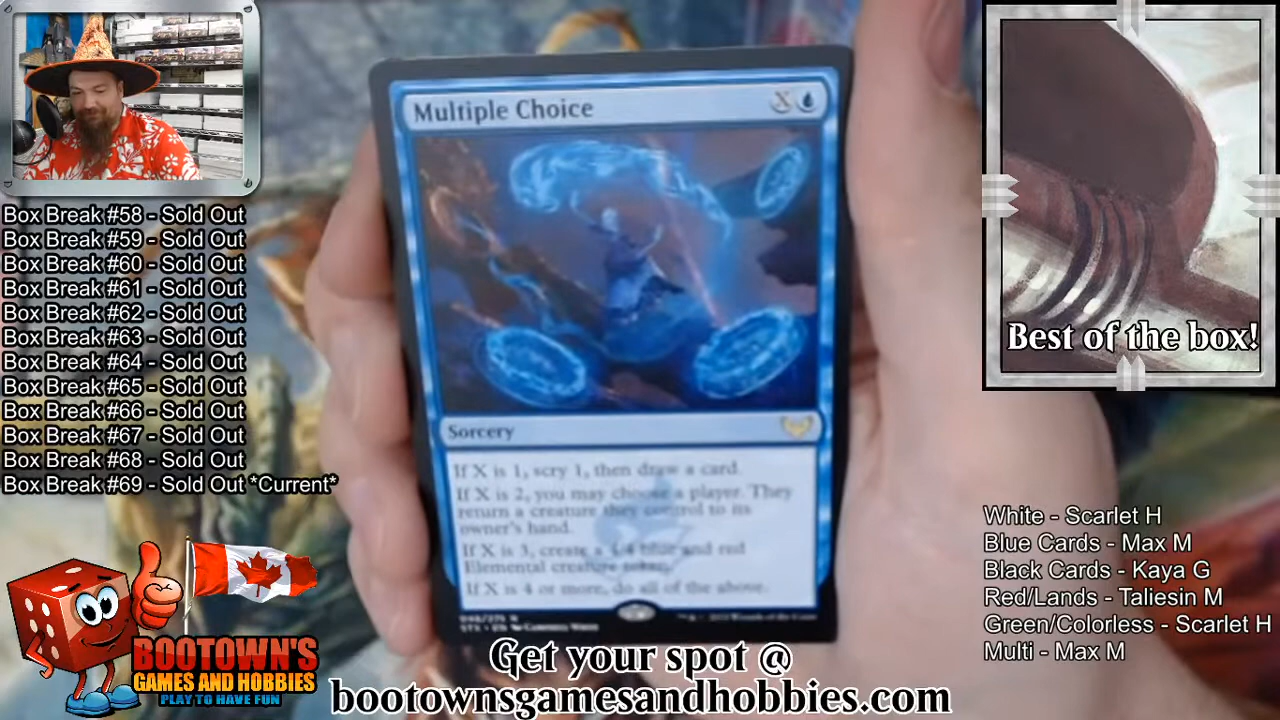 Multiple Choice
X
Sorcery
If X is 1, scry 1, then draw a card.
If X is 2, you may choose a player. They
return a creature they control to its
owner's hand.
If X is 3, create a 4/4 blue and red
Elemental creature token.
If X is 4 or more, do all of the above.
Box Break #58 - Sold Out
Box Break #59 - Sold Out
Box Break #60 - Sold Out
Box Break #61 - Sold Out
Box Break #62 - Sold Out
Box Break #63 - Sold Out
Box Break #64 - Sold Out
Box Break #65 - Sold Out
Box Break #66 - Sold Out
Box Break #67 - Sold Out
Box Break #68 - Sold Out
Box Break #69 - Sold Out *Current*
Best of the box!
White - Scarlet H
Blue Cards - Max M
Black Cards - Kaya G
Red/Lands - Taliesin M
Green/Colorless - Scarlet H
Multi - Max M
BOOTOWN'S
GAMES AND HOBBIES
PLAY TO HAVE FUN
Get your spot @
bootownsgamesandhobbies.com